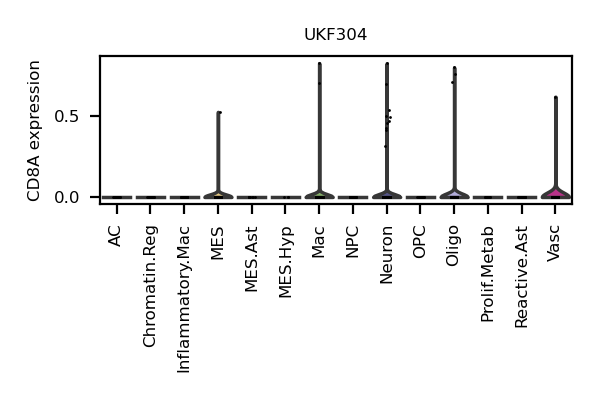 UKF304
CD8A expression
0.5
0.0
AC
Chromatin.Reg
Inflammatory.Mac
MES
MES.Ast
MES.Hyp
Mac
NPC
Neuron
OPC
Oligo
Prolif.Metab
Reactive.Ast
Vasc